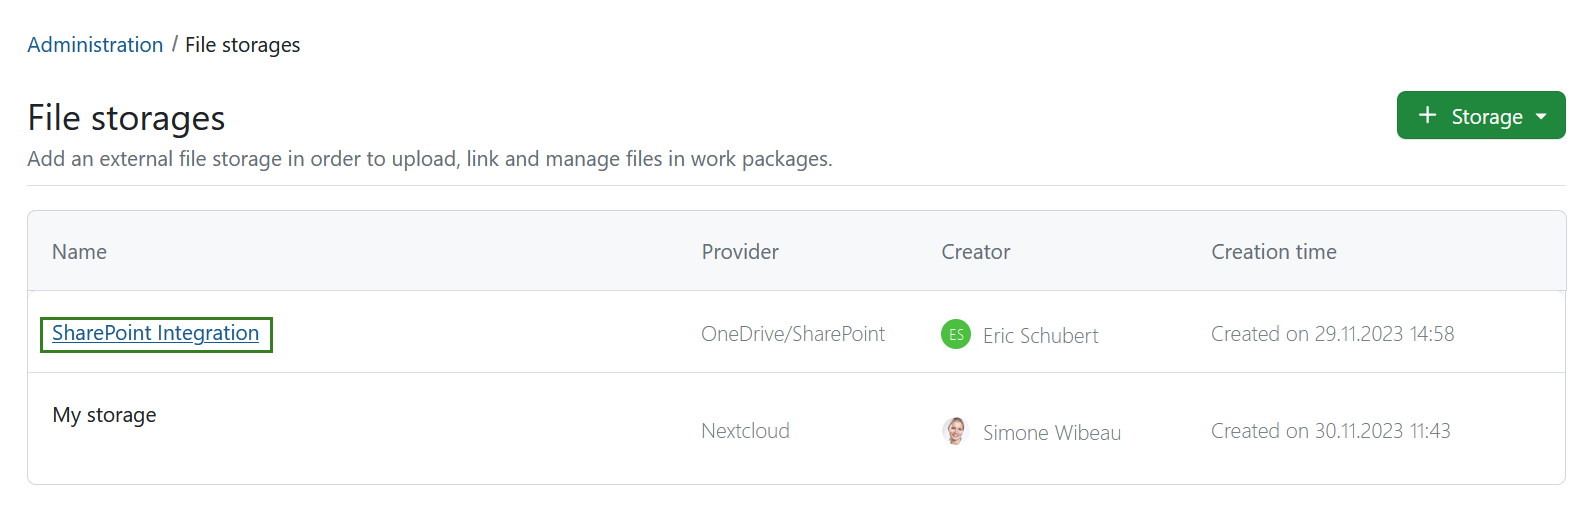 Administration / File storages
File storages
+ Storage
Add an external file storage in order to upload, link and manage files in work packages.
Name Provider Creator Creation time
SharePoint Integration OneDrive/SharePoint ES Eric Schubert Created on 29.11.2023 14:58
My storage Nextcloud Simone Wibeau Created on 30.11.2023 11:43